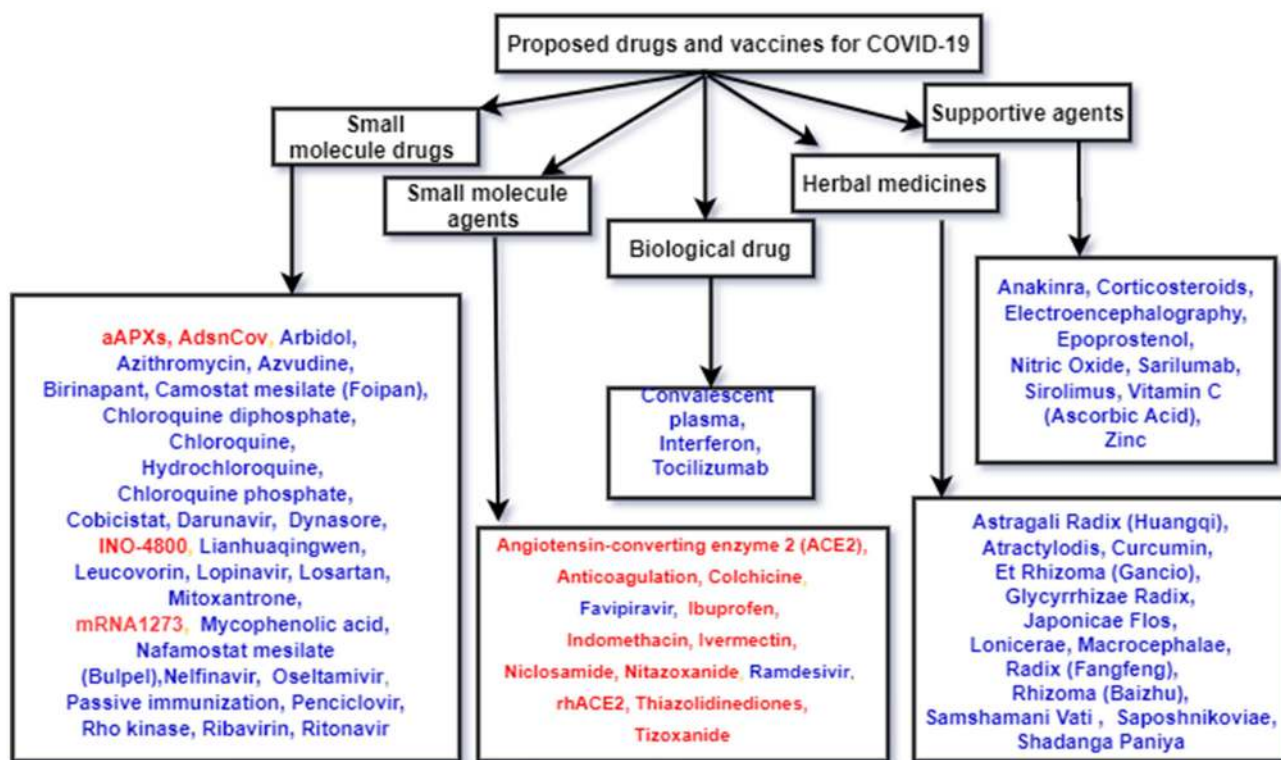 Proposed drugs and vaccines for COVID-19
Small
molecule drugs
Small molecule
agents
Biological drug
Herbal medicines
Supportive agents
aAPXs, AdsnCov, Arbidol,
Azithromycin, Azvudine,
Birinapant, Camostat mesilate (Foipan),
Chloroquine diphosphate,
Chloroquine,
Hydrochloroquine,
Chloroquine phosphate,
Cobicistat, Darunavir, Dynasore,
INO-4800, Lianhuaqingwen,
Leucovorin, Lopinavir, Losartan,
Mitoxantrone,
mRNA1273, Mycophenolic acid,
Nafamostat mesilate
(Bulpel),Nelfinavir, Oseltamivir,
Passive immunization, Penciclovir,
Rho kinase, Ribavirin, Ritonavir
Angiotensin-converting enzyme 2 (ACE2),
Anticoagulation, Colchicine,
Favipiravir, Ibuprofen,
Indomethacin, Ivermectin,
Niclosamide, Nitazoxanide, Ramdesivir,
rhACE2, Thiazolidinediones,
Tizoxanide
Convalescent
plasma,
Interferon,
Tocilizumab
Astragali Radix (Huangqi),
Atractylodis, Curcumin,
Et Rhizoma (Gancio),
Glycyrrhizae Radix,
Japonicae Flos,
Lonicerae, Macrocephalae,
Radix (Fangfeng),
Rhizoma (Baizhu),
Samshamani Vati , Saposhnikoviae,
Shadanga Paniya
Anakinra, Corticosteroids,
Electroencephalography,
Epoprostenol,
Nitric Oxide, Sarilumab,
Sirolimus, Vitamin C
(Ascorbic Acid),
Zinc